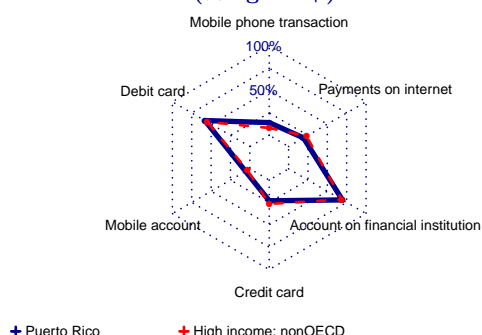 Mobile phone transaction
100%
Debit card
50%
Payments on internet
Mobile account
Account on financial institution
Credit card
Puerto Rico
High income: nonOECD